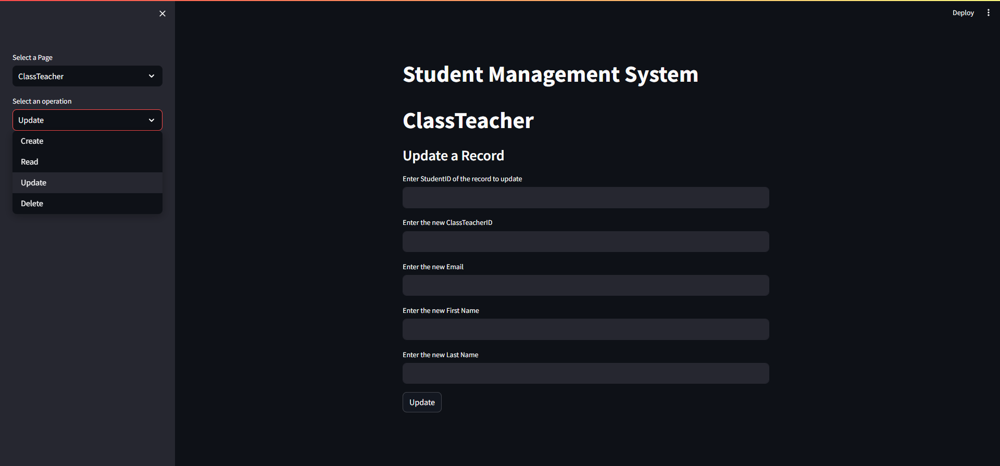 Deploy
Select a Page
ClassTeacher
Select an operation
Update
Create
Read
Update
Delete
Student Management System
ClassTeacher
Update a Record
Enter StudentID of the record to update
Enter the new ClassTeacherID
Enter the new Email
Enter the new First Name
Enter the new Last Name
Update